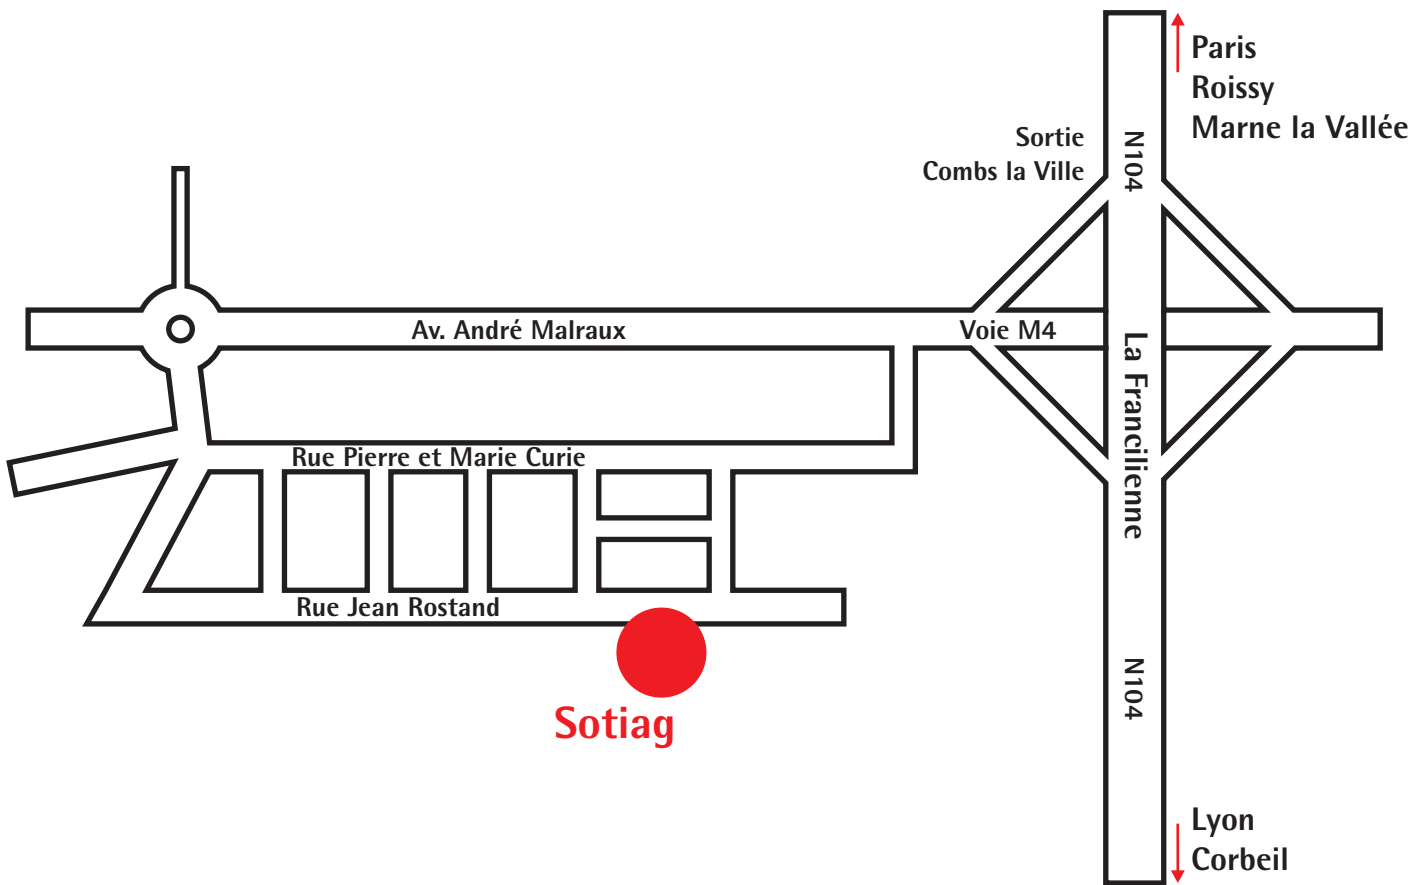 Paris
Roissy
Marne la Vallée
Sortie
Combs la Ville
N104
Av. André Malraux
Voie M4
La Francilienne
Rue Pierre et Marie Curie
Rue Jean Rostand
Sotiag
N104
Lyon
Corbeil